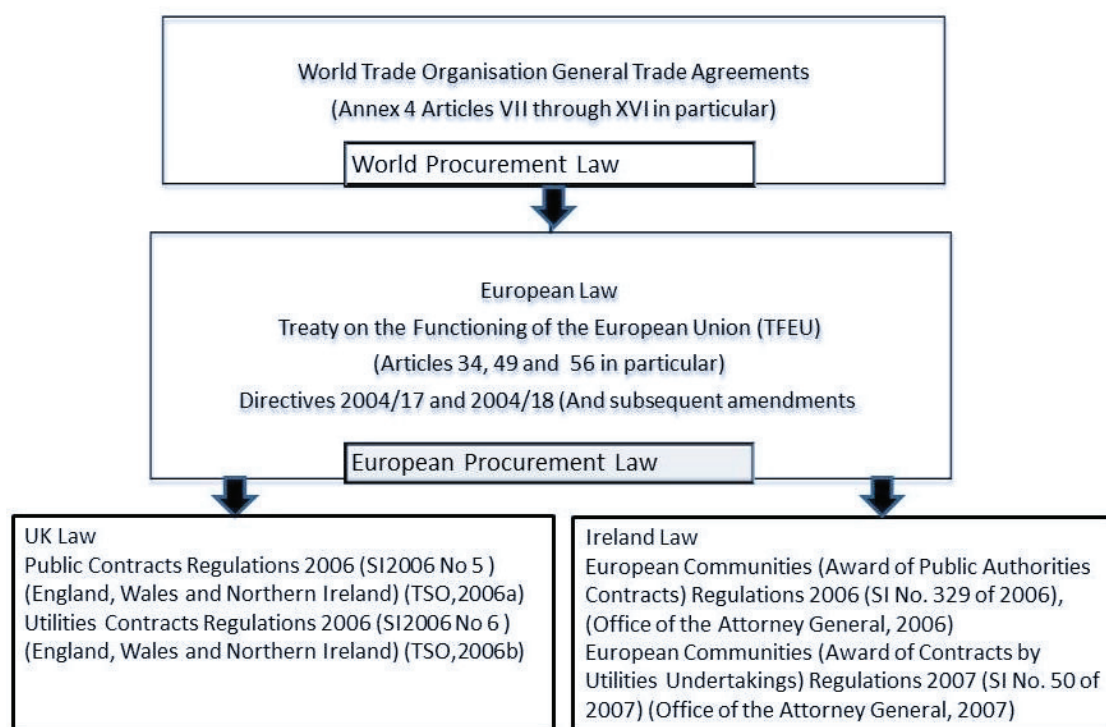 World Trade Organisation General Trade Agreements
(Annex 4 Articles VII through XVI in particular)
World Procurement Law
European Law
Treaty on the Functioning of the European Union (TFEU)
(Articles 34, 49 and 56 in particular)
Directives 2004/17 and 2004/18 (And subsequent amendments
European Procurement Law
UK Law
Public Contracts Regulations 2006 (SI2006 No 5 )
(England, Wales and Northern Ireland) (TSO,2006a)
Utilities Contracts Regulations 2006 (SI2006 No 6 )
(England, Wales and Northern Ireland) (TSO,2006b)
Ireland Law
European Communities (Award of Public Authorities
Contracts) Regulations 2006 (SI No. 329 of 2006),
(Office of the Attorney General, 2006)
European Communities (Award of Contracts by
Utilities Undertakings) Regulations 2007 (SI No. 50 of
2007) (Office of the Attorney General, 2007)